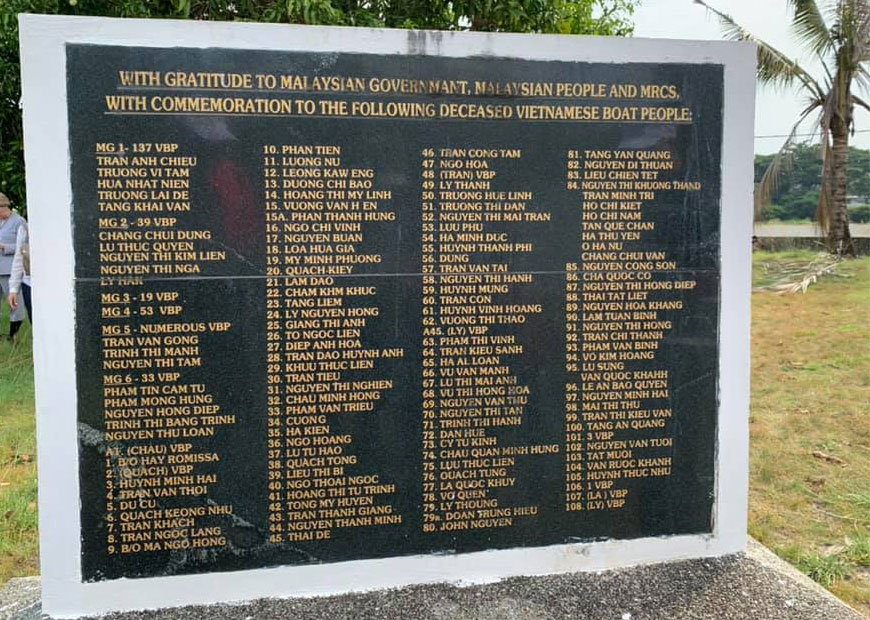 WITH GRATITUDE TO MALAYSIAN GOVERNMANT, MALAYSIAN PEOPLE AND MRCS,
WITH COMMEMORATION TO THE FOLLOWING DECEASED VIETNAMESE BOAT PEOPLE:
MG 1- 137 VBP
TRAN ANH CHIEU
TRUONG VI TAM
HUA NHAT NIEN
TRUONG LAI DE
TANG KHAI VAN
MG 2 - 39 VBP
CHANG CHUI DUNG
LU THUC QUYEN
NGUYEN THI KIM LIEN
NGUYEN THI NGA
LY HAN
MG 3 - 19 VBP
MG 4 - 53 VBP
MG 5 - NUMEROUS VBP
TRAN VAN GONG
TRINH THI MANH
NGUYEN THI TAM
MG 6 - 33 VBP
PHAM TIN CAM TU
PHAM MONG HUNG
NGUYEN HONG DIEP
TRINH THI BANG TRINH
NGUYEN THU LOAN
(CHAU) VBP
1. B/O HAY ROMISSA
2. (QUACH) VBP
3. HUYNH MINH HAI
4. TRAN VAN THOI
5. DU CU
6. QUACH KEONG NHU
7. TRAN KHACH
8. TRAN NGOC LANG
9. B/O MA NGO HONG
10. PHAN TIEN
11. LUONG NU
12. LEONG KAW ENG
13. DUONG CHI BAO
14. HOANG THI MY LINH
15. VUONG VAN H EN
15A. PHAN THANH HUNG
16. NGO CHI VINH
17. NGUYEN BUAN
18. LOA HUA GIA
19. MY MINH PHUONG
20. QUACH-KIEY
21. LAM DAO
22. CHAM KHM KHUC
23. TANG LIEM
24. LY NGUYEN HONG
25. GIANG THI ANH
26. TO NGOC LIEN
27. DIEP ANH HOA
28. TRAN DAO HUYNH ANH
29. KHUU THUC LIEN
30. TRAN TIEU
31. NGUYEN THI NGHIEN
32. CHAU MINH HONG
33. PHAM VAN TRIEU
34. CUONG
35. HA KIEN
36. NGO HOANG
37. LU TU HAO
38. QUACH TONG
39. LIEU THI BI
40. NGO THOAI NGOC
41. HOANG THI TU TRINH
42. TONG MY HUYEN
43. TRAN THANH GIANG
44. NGUYEN THANH MINH
45. THAI DE
46. TRAN CONG TAM
47. NGO HOA
48. (TRAN) VBP
49. LY THANH
50. TRUONG HUE LINH
51. TRUONG THI DAN
52. NGUYEN THI MAI TRAN
53. LUU PHU
54. HA MINH DUC
55. HUYNH THANH PHI
56. DUNG
57. TRAN VAN TAI
58. NGUYEN THI HANH
59. HUYNH MUNG
60. TRAN CON
61. HUYNH VINH HOANG
62. VUONG THI THAO
A45. (LY) VBP
63. PHAM THI VINH
64. TRAN KIEU SANH
65. HA AI LOAN
66. VU VAN MANH
67. LU THI MAI ANH
68. VU THI HONG HOA
69. NGUYEN VAN THU
70. NGUYEN THI TAN
71. TRINH THI HANH
72. DAN HUE
73. CY TU KINH
74. CHAU QUAN MINH HUNG
75. LUU THUC LIEN
76. QUACH TUNG
77. LA QUOC KHUY
78. VO QUEN
79. LY THOUNG
79a. DOAN TRUNG HIEU
80. JOHN NGUYEN
81. TANG YAN QUANG
82. NGUYEN DI THUAN
83. LIEU CHIEN TET
84. NGUYEN THI KHUONG THAND
TRAN MINH TRI
HO CHI KIET
HO CHI NAM
TAN QUE CHAN
HA THU YEN
O HA NU
CHANG CHUI VAN
85. NGUYEN CONG SON
86. CHA QUOC CO
87. NGUYEN THI HONG DIEP
88. THAI TAT LIET
89. NGUYEN HOA KHANG
90. LAM TUAN BINH
91. NGUYEN THI HONG
92. TRAN CHI THANH
93. PHAM VAN BINH
94. VO KIM HOANG
95. LU SUNG
VAN QUOC KHAHH
96. LE AN BAO QUYEN
97. NGUYEN MINH HAI
98. MAI THI THU
99. TRAN THI KIEU VAN
100. TANG AN QUANG
101. 3 VBP
102. NGUYEN VAN TUOI
103. TAT MUOI
104. VAN RUOC KHANH
105. HUYNH THUC NHU
106. 1 VBP
107. (LA ) VBP
108. (LY) VBP